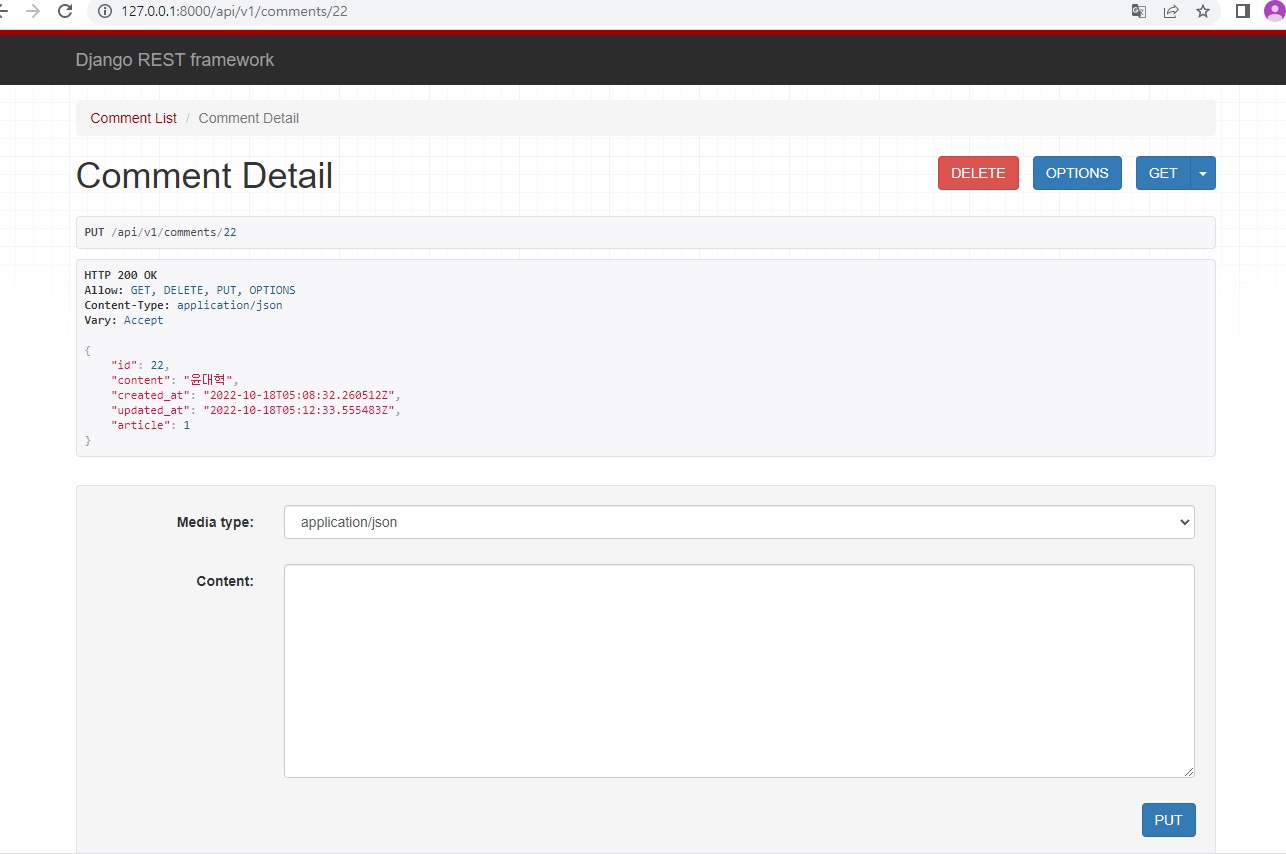 127.0.0.1:8000/api/v1/comments/22
Django REST framework
Comment List / Comment Detail
Comment Detail
DELETE
OPTIONS
GET
PUT /api/v1/comments/22
HTTP 200 OK
Allow: GET, DELETE, PUT, OPTIONS
Content-Type: application/json
Vary: Accept
{
    "id": 22,
    "content": "윤대혁",
    "created_at": "2022-10-18T05:08:32.260512Z",
    "updated_at": "2022-10-18T05:12:33.555483Z",
    "article": 1
}
Media type:
application/json
Content:
PUT